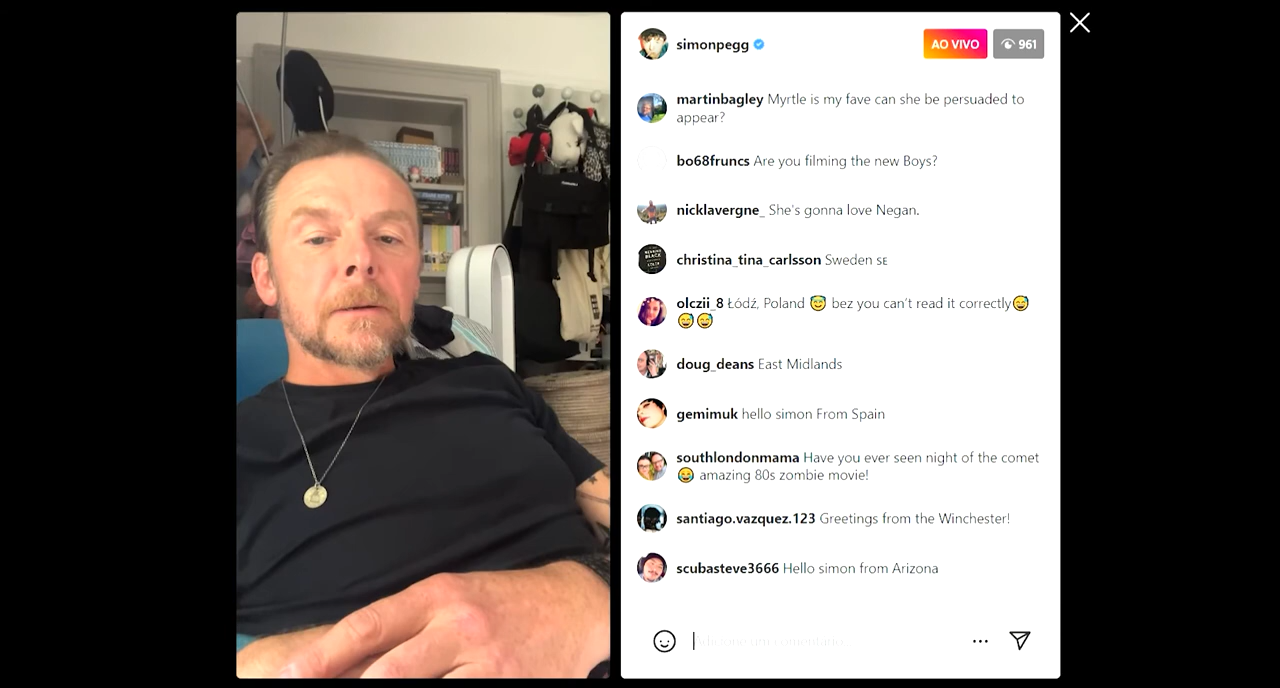 simonpegg
AO VIVO
961
martinbagley Myrtle is my fave can she be persuaded to
appear?
bo68fruncs Are you filming the new Boys?
nicklavergne_ She's gonna love Negan.
christina_tina_carlsson Sweden SE
olczii_8 Łódź, Poland 😇 bez you can't read it correctly😅
😅😅
doug_deans East Midlands
gemimuk hello simon From Spain
southlondonmama Have you ever seen night of the comet
😂 amazing 80s zombie movie!
santiago.vazquez.123 Greetings from the Winchester!
scubasteve3666 Hello simon from Arizona